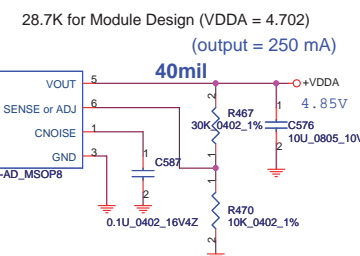 28.7K for Module Design (VDDA = 4.702)
(output = 250 mA)
40mil
VOUT 5
+VDDA
4.85V
SENSE or ADJ 6
2
R467
30K_0402_1%
1
1
C576
10U_0805_10V
2
CNOISE 1
GND 3
-AD_MSOP8
1
C587
2
0.1U_0402_16V4Z
1
R470
10K_0402_1%
2